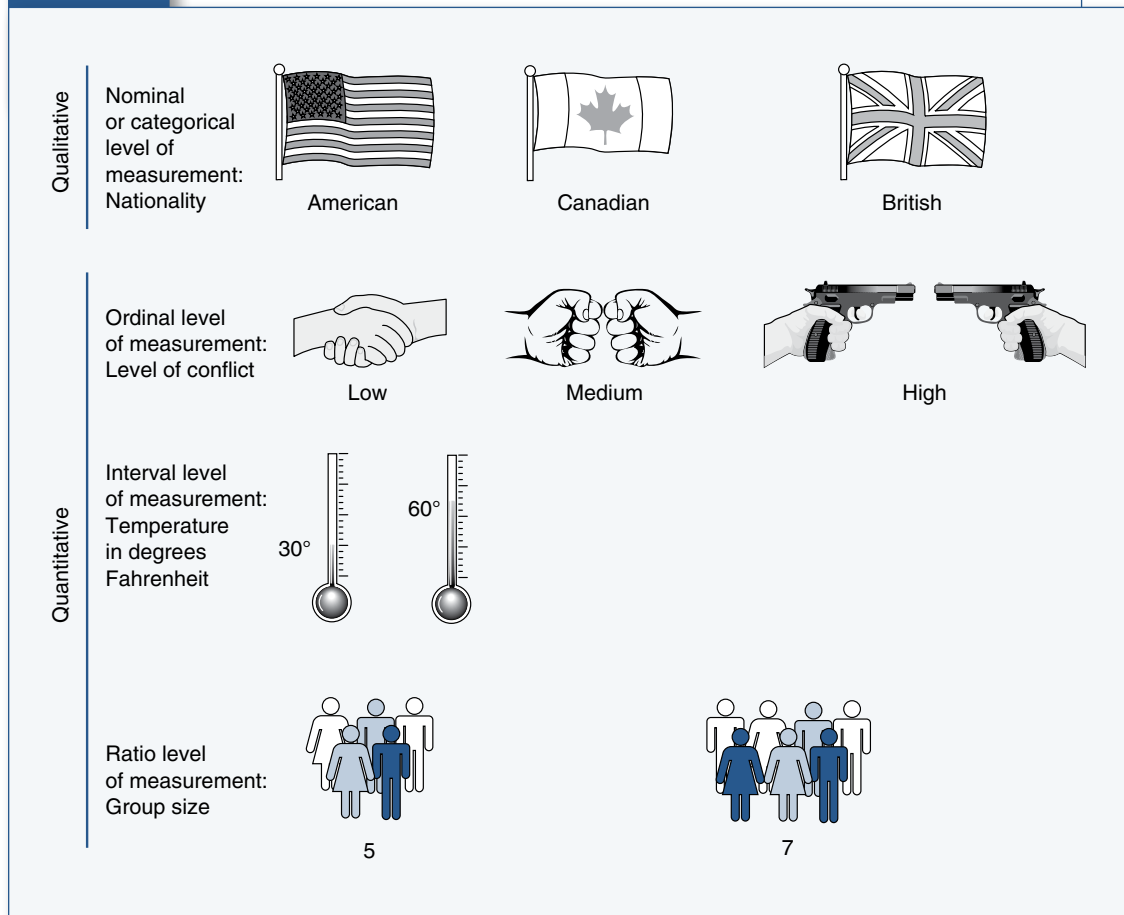 Qualitative
Nominal
or categorical
level of
measurement:
Nationality
American
Canadian
British
Quantitative
Ordinal level
of measurement:
Level of conflict
Low
Medium
High
Interval level
of measurement:
Temperature
in degrees
Fahrenheit
30°
60°
Ratio level
of measurement:
Group size
5
7